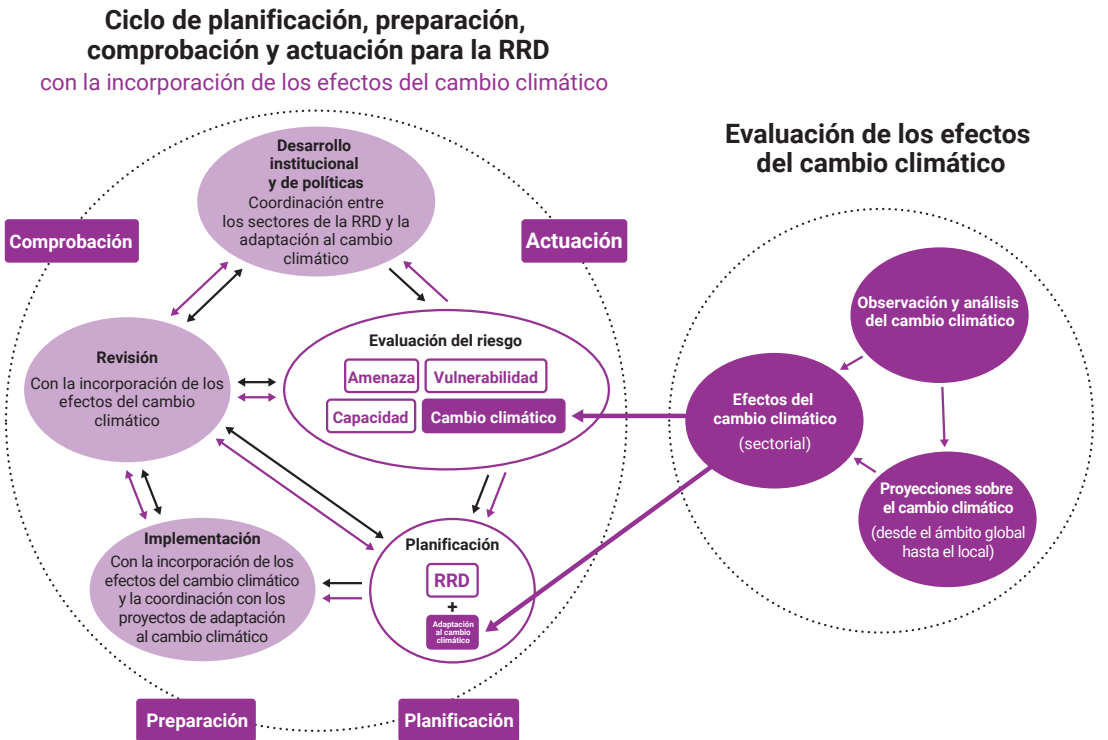 Ciclo de planificación, preparación,
comprobación y actuación para la RRD
con la incorporación de los efectos del cambio climático
Desarrollo
institucional
y de políticas
Coordinación entre
los sectores de la RRD y la
adaptación al cambio
climático
Comprobación
Actuación
Revisión
Con la incorporación de los
efectos del cambio
climático
Evaluación del riesgo
Amenaza
Vulnerabilidad
Capacidad
Cambio climático
Implementación
Con la incorporación de los
efectos del cambio climático
y la coordinación con los
proyectos de adaptación
al cambio climático
Planificación
RRD
+
Adaptación
al cambio
climático
Preparación
Planificación
Evaluación de los efectos
del cambio climático
Observación y análisis
del cambio climático
Efectos del
cambio climático
(sectorial)
Proyecciones sobre
el cambio climático
(desde el ámbito global
hasta el local)